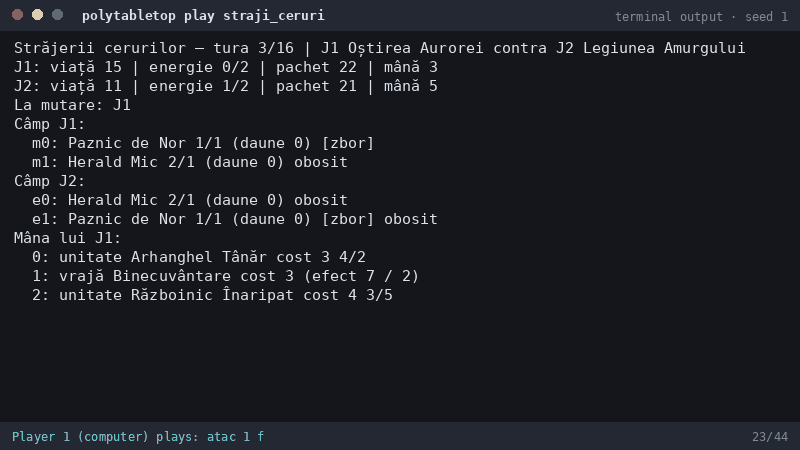 polytabletop play straji_ceruri
terminal output · seed 1
Străjerii cerurilor — tura 3/16 | J1 Oștirea Aurorei contra J2 Legiunea Amurgului
J1: viață 15 | energie 0/2 | pachet 22 | mână 3
J2: viață 11 | energie 1/2 | pachet 21 | mână 5
La mutare: J1
Câmp J1:
  m0: Paznic de Nor 1/1 (daune 0) [zbor]
  m1: Herald Mic 2/1 (daune 0) obosit
Câmp J2:
  e0: Herald Mic 2/1 (daune 0) obosit
  e1: Paznic de Nor 1/1 (daune 0) [zbor] obosit
Mâna lui J1:
  0: unitate Arhanghel Tânăr cost 3 4/2
  1: vrajă Binecuvântare cost 3 (efect 7 / 2)
  2: unitate Războinic Înaripat cost 4 3/5
Player 1 (computer) plays: atac 1 f
23/44